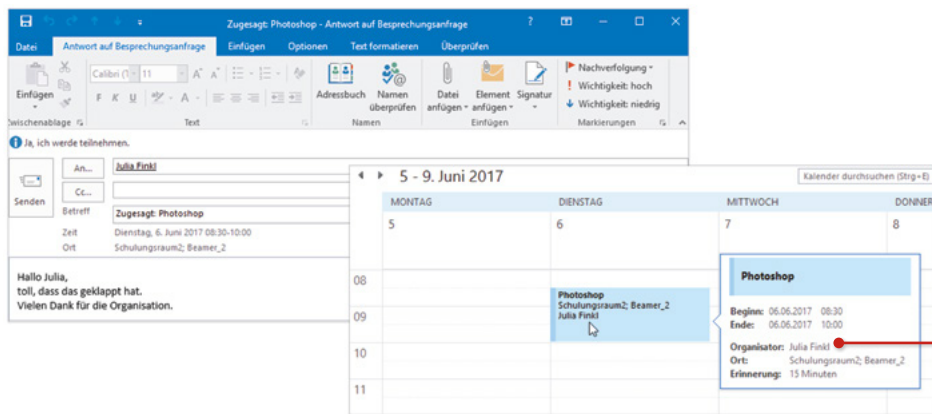 Zugesagt: Photoshop - Antwort auf Besprechungsanfrage ?
Datei Antwort auf Besprechungsanfrage Einfügen Optionen Text formatieren Überprüfen
Einfügen
Calibri (T 11
F K U
Adressbuch
Namen überprüfen
Datei anfügen
Element anfügen
Signatur
Nachverfolgung
Wichtigkeit: hoch
Wichtigkeit: niedrig
Zwischenablage Text Namen Einfügen Markierungen
Ja, ich werde teilnehmen.
Senden
An... Julia Finkl
Cc...
Betreff Zugesagt: Photoshop
Zeit Dienstag, 6. Juni 2017 08:30-10:00
Ort Schulungsraum2; Beamer_2
Hallo Julia,
toll, dass das geklappt hat.
Vielen Dank für die Organisation.
5 - 9. Juni 2017 Kalender durchsuchen (Strg+E)
MONTAG DIENSTAG MITTWOCH DONNER
5 6 7 8
08
09
10
11
Photoshop
Schulungsraum2; Beamer_2
Julia Finkl
Photoshop
Beginn: 06.06.2017 08:30
Ende: 06.06.2017 10:00
Organisator: Julia Finkl
Ort: Schulungsraum2; Beamer_2
Erinnerung: 15 Minuten